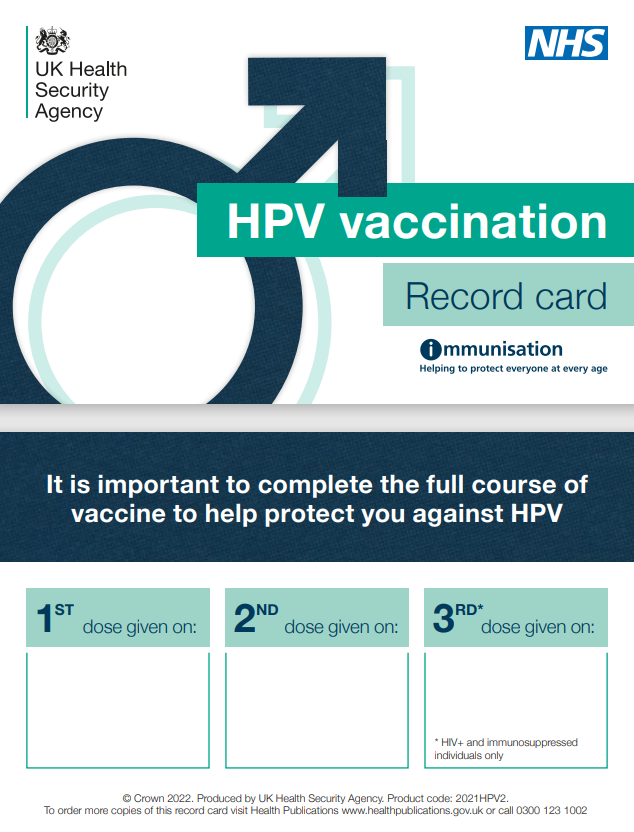 UK Health
Security
Agency
NHS
HPV vaccination
Record card
immunisation
Helping to protect everyone at every age
It is important to complete the full course of
vaccine to help protect you against HPV
1ST dose given on:
2ND dose given on:
3RD* dose given on:
* HIV+ and immunosuppressed
individuals only
© Crown 2022. Produced by UK Health Security Agency. Product code: 2021HPV2.
To order more copies of this record card visit Health Publications www.healthpublications.gov.uk or call 0300 123 1002